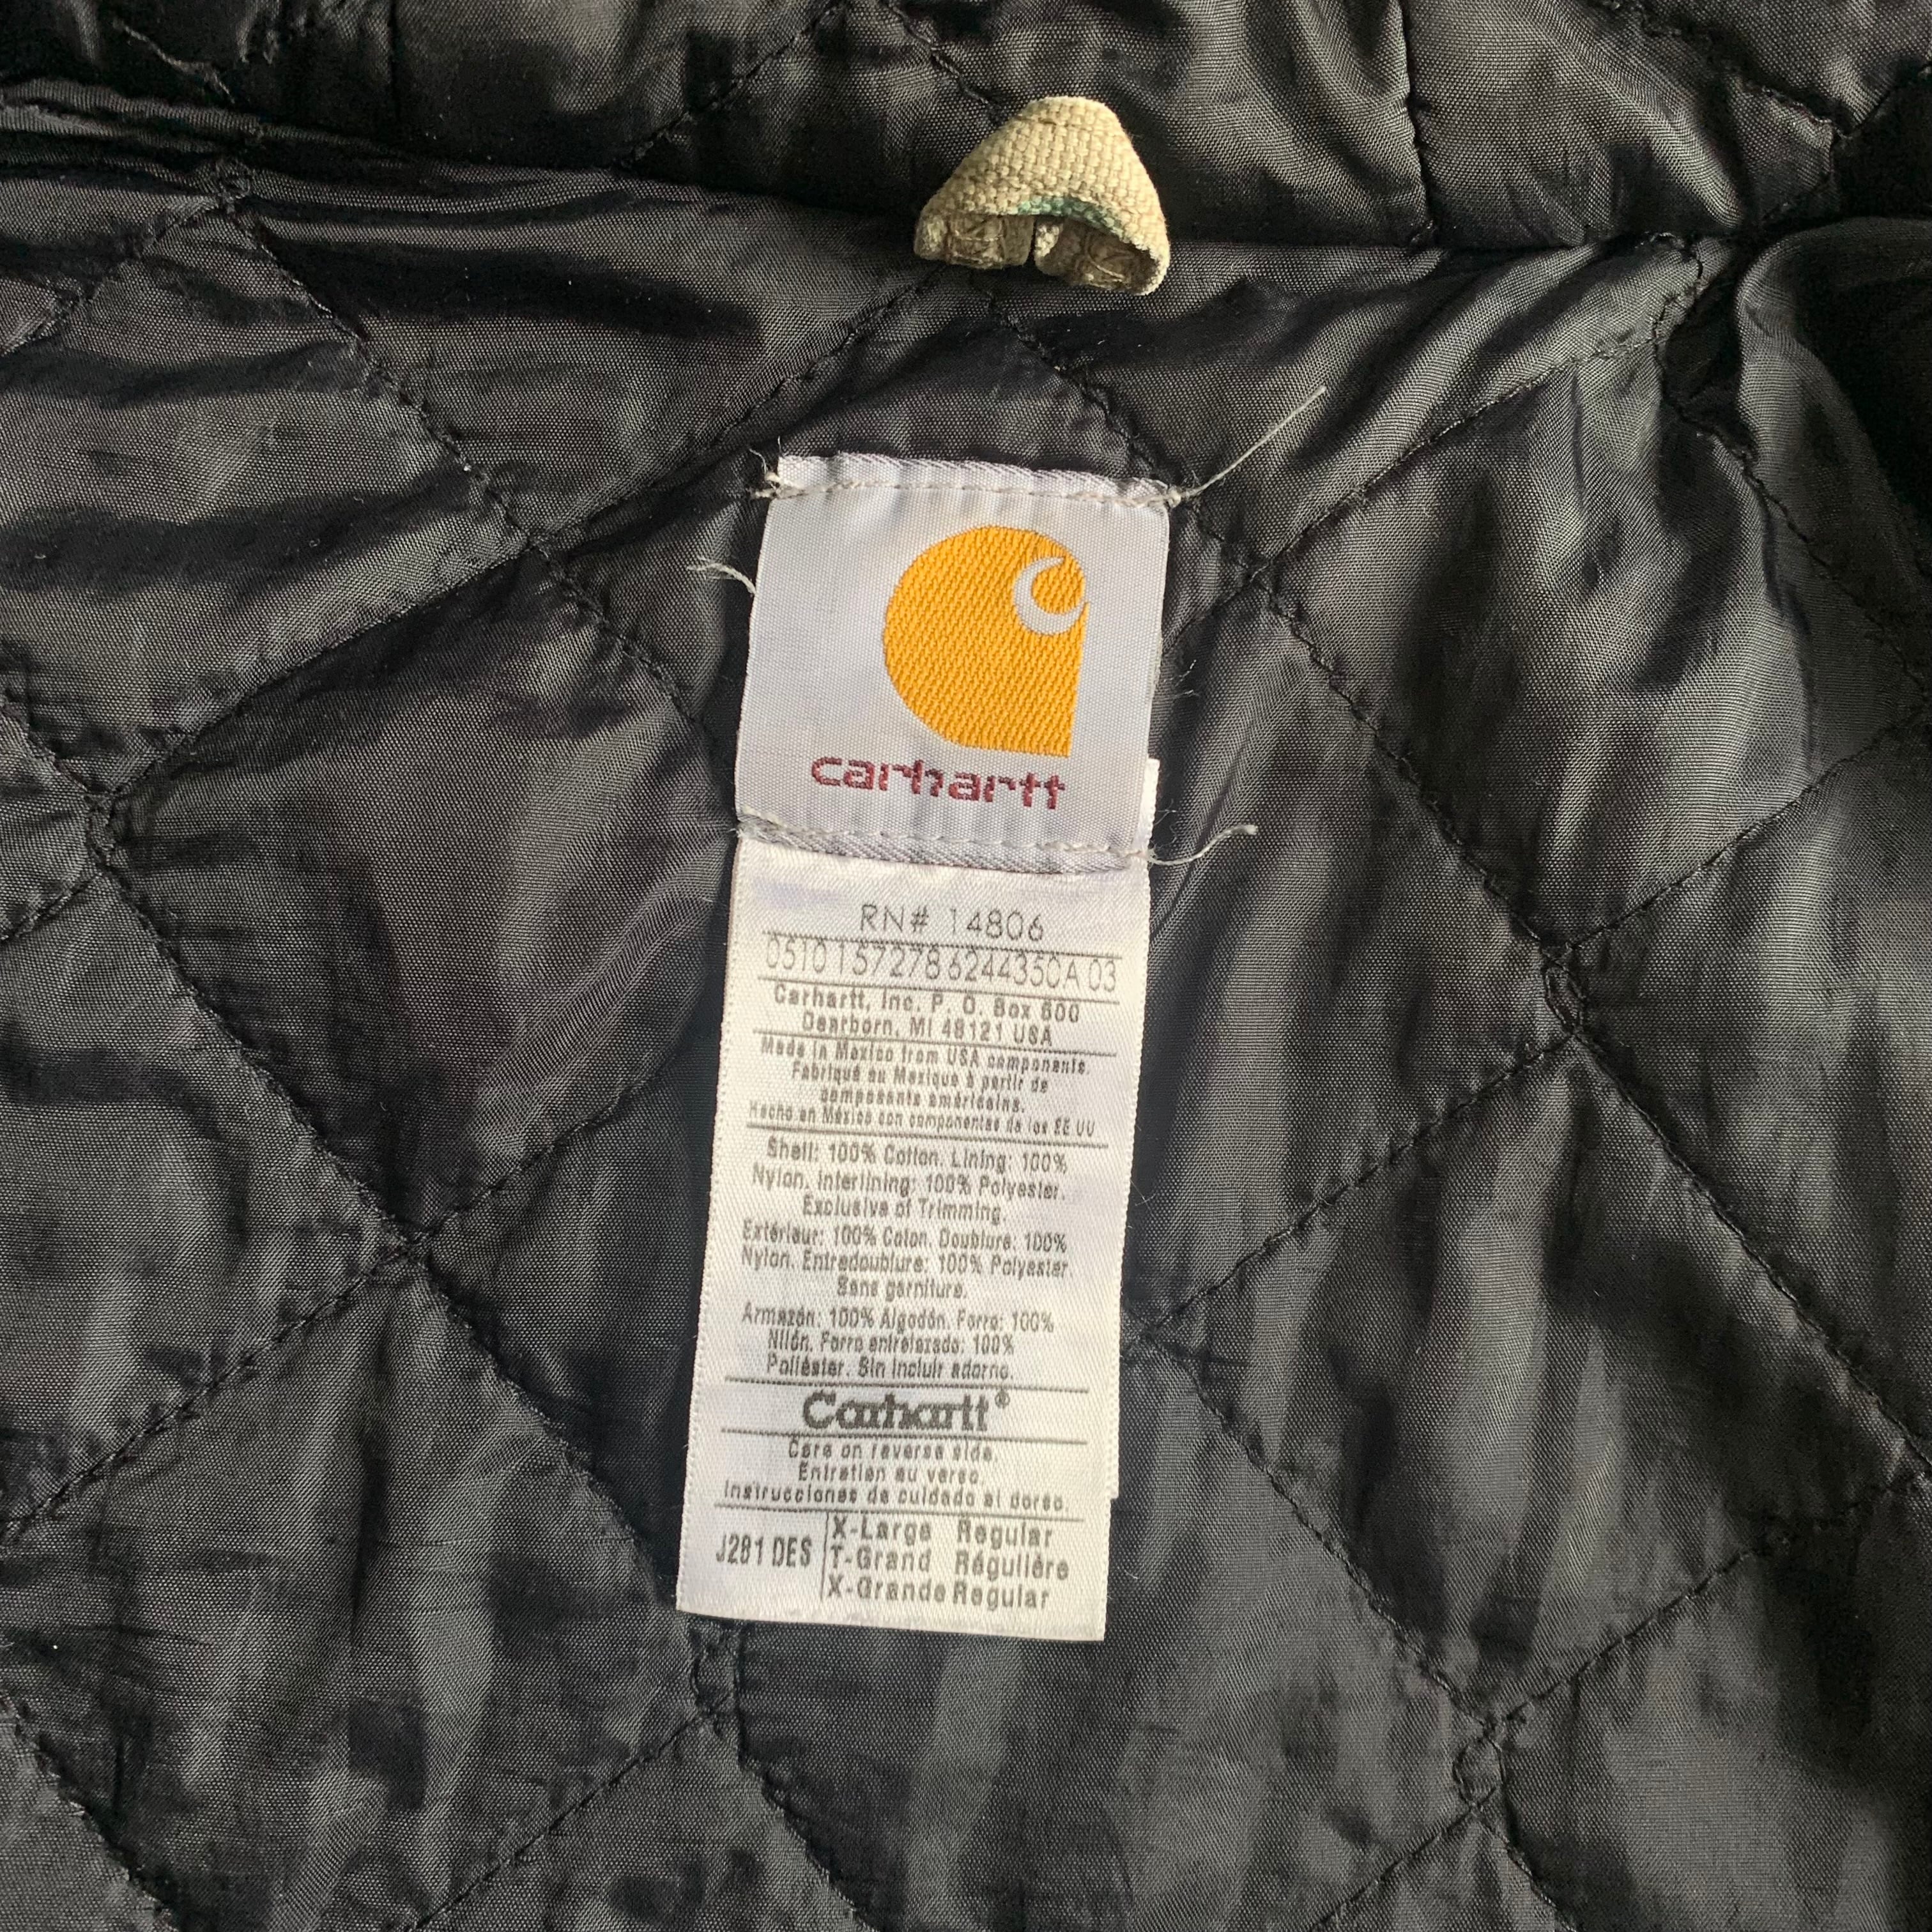 carhartt
RN# 14806
0510157278624435CA 03
Carhartt, Inc. P. O. Box 600
Dearborn, MI 48121 USA
Made in Mexico from USA components.
Fabriqué au Mexique à partir de
composants américains.
Hecho en México con componentes de los EE UU
Shell: 100% Cotton. Lining: 100%
Nylon. Interlining: 100% Polyester.
Exclusive of Trimming.
Extérieur: 100% Coton. Doublure: 100%
Nylon. Entredoublure: 100% Polyester.
Sans garniture.
Armazón: 100% Algodón. Forro: 100%
Nilón. Forro entrelazado: 100%
Poliéster. Sin incluir adorno.
Carhartt®
Care on reverse side.
Entretien au verso.
Instrucciones de cuidado al dorso.
J281 DES X-Large Regular
T-Grand Régulière
X-Grande Regular